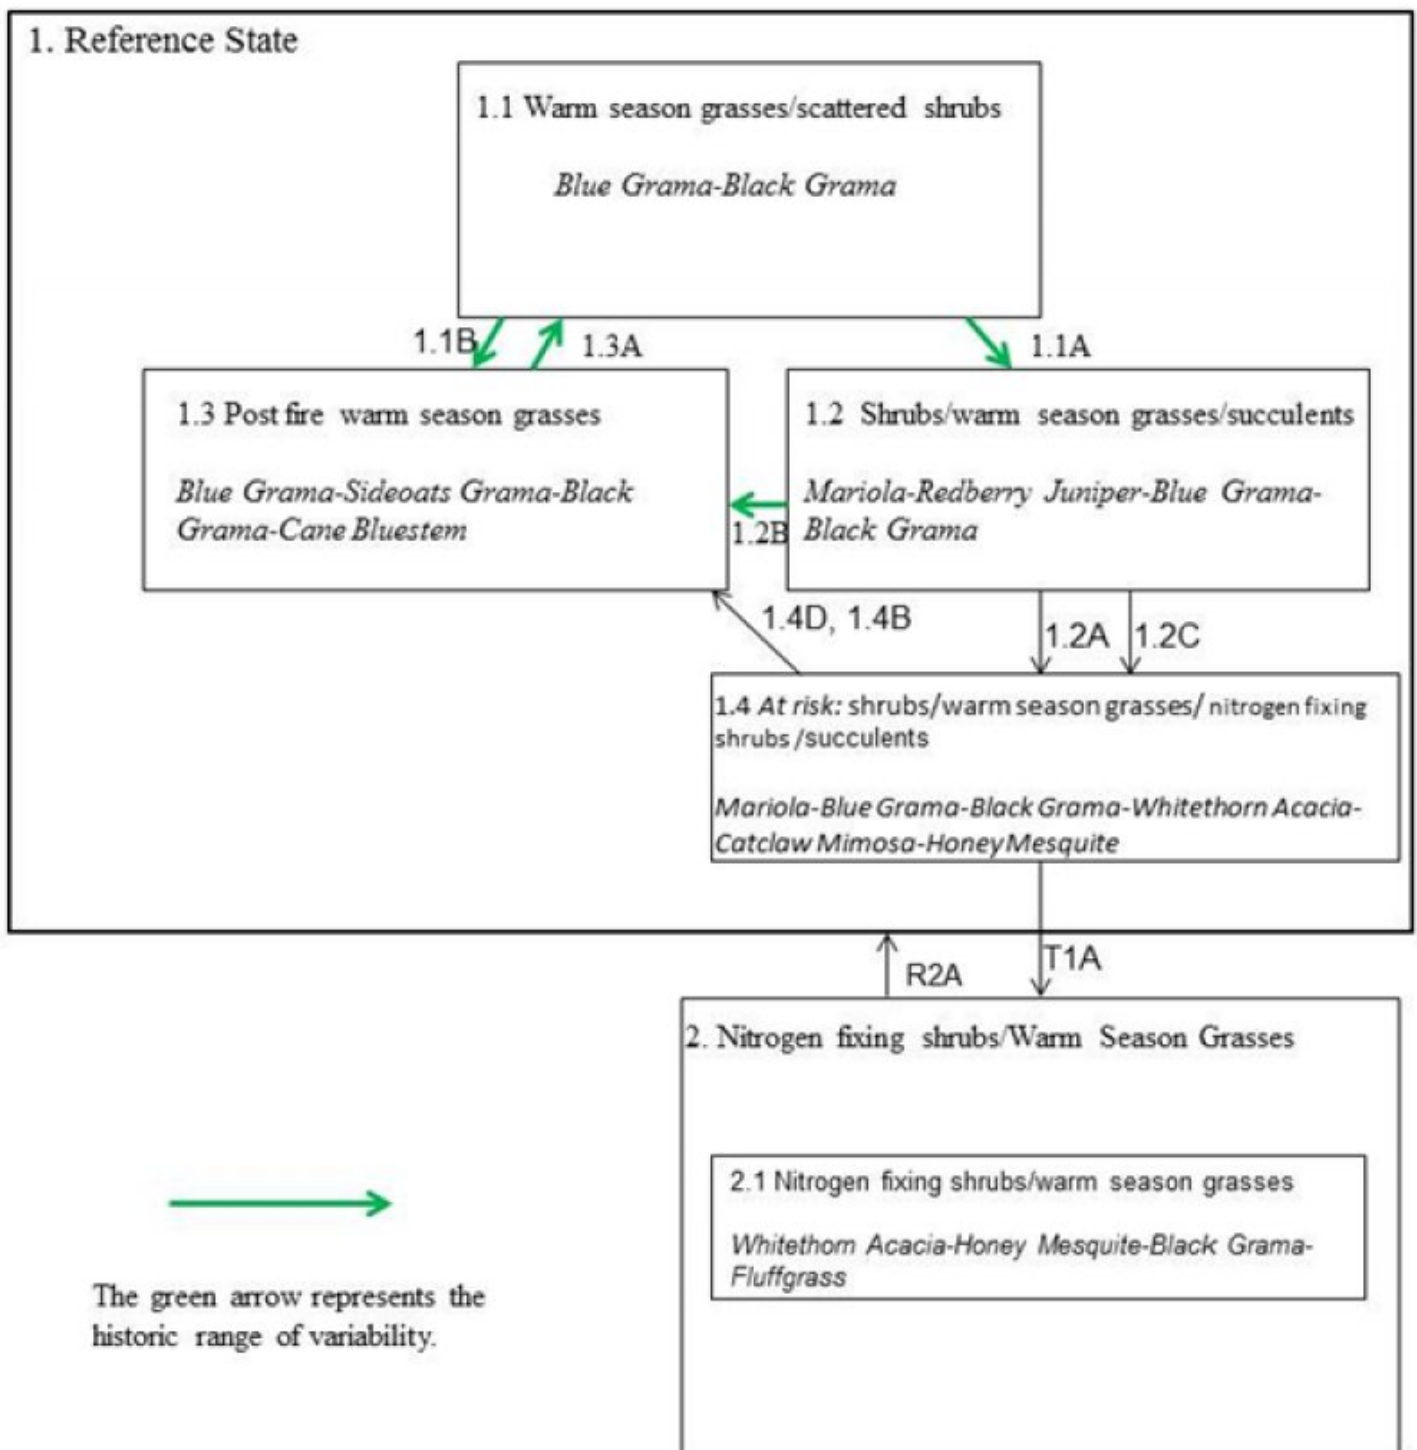 1. Reference State
1.1 Warm season grasses/scattered shrubs
Blue Grama-Black Grama
1.1B
1.3A
1.1A
1.3 Post fire warm season grasses
Blue Grama-Sideoats Grama-Black
Grama-Cane Bluestem
1.2 Shrubs/warm season grasses/succulents
Mariola-Redberry Juniper-Blue Grama-
Black Grama
1.2B
1.4D, 1.4B
1.2A
1.2C
1.4 At risk: shrubs/warm season grasses/ nitrogen fixing
shrubs /succulents
Mariola-Blue Grama-Black Grama-Whitethorn Acacia-
Catclaw Mimosa-Honey Mesquite
R2A
T1A
2. Nitrogen fixing shrubs/Warm Season Grasses
2.1 Nitrogen fixing shrubs/warm season grasses
Whitethorn Acacia-Honey Mesquite-Black Grama-
Fluffgrass
The green arrow represents the
historic range of variability.